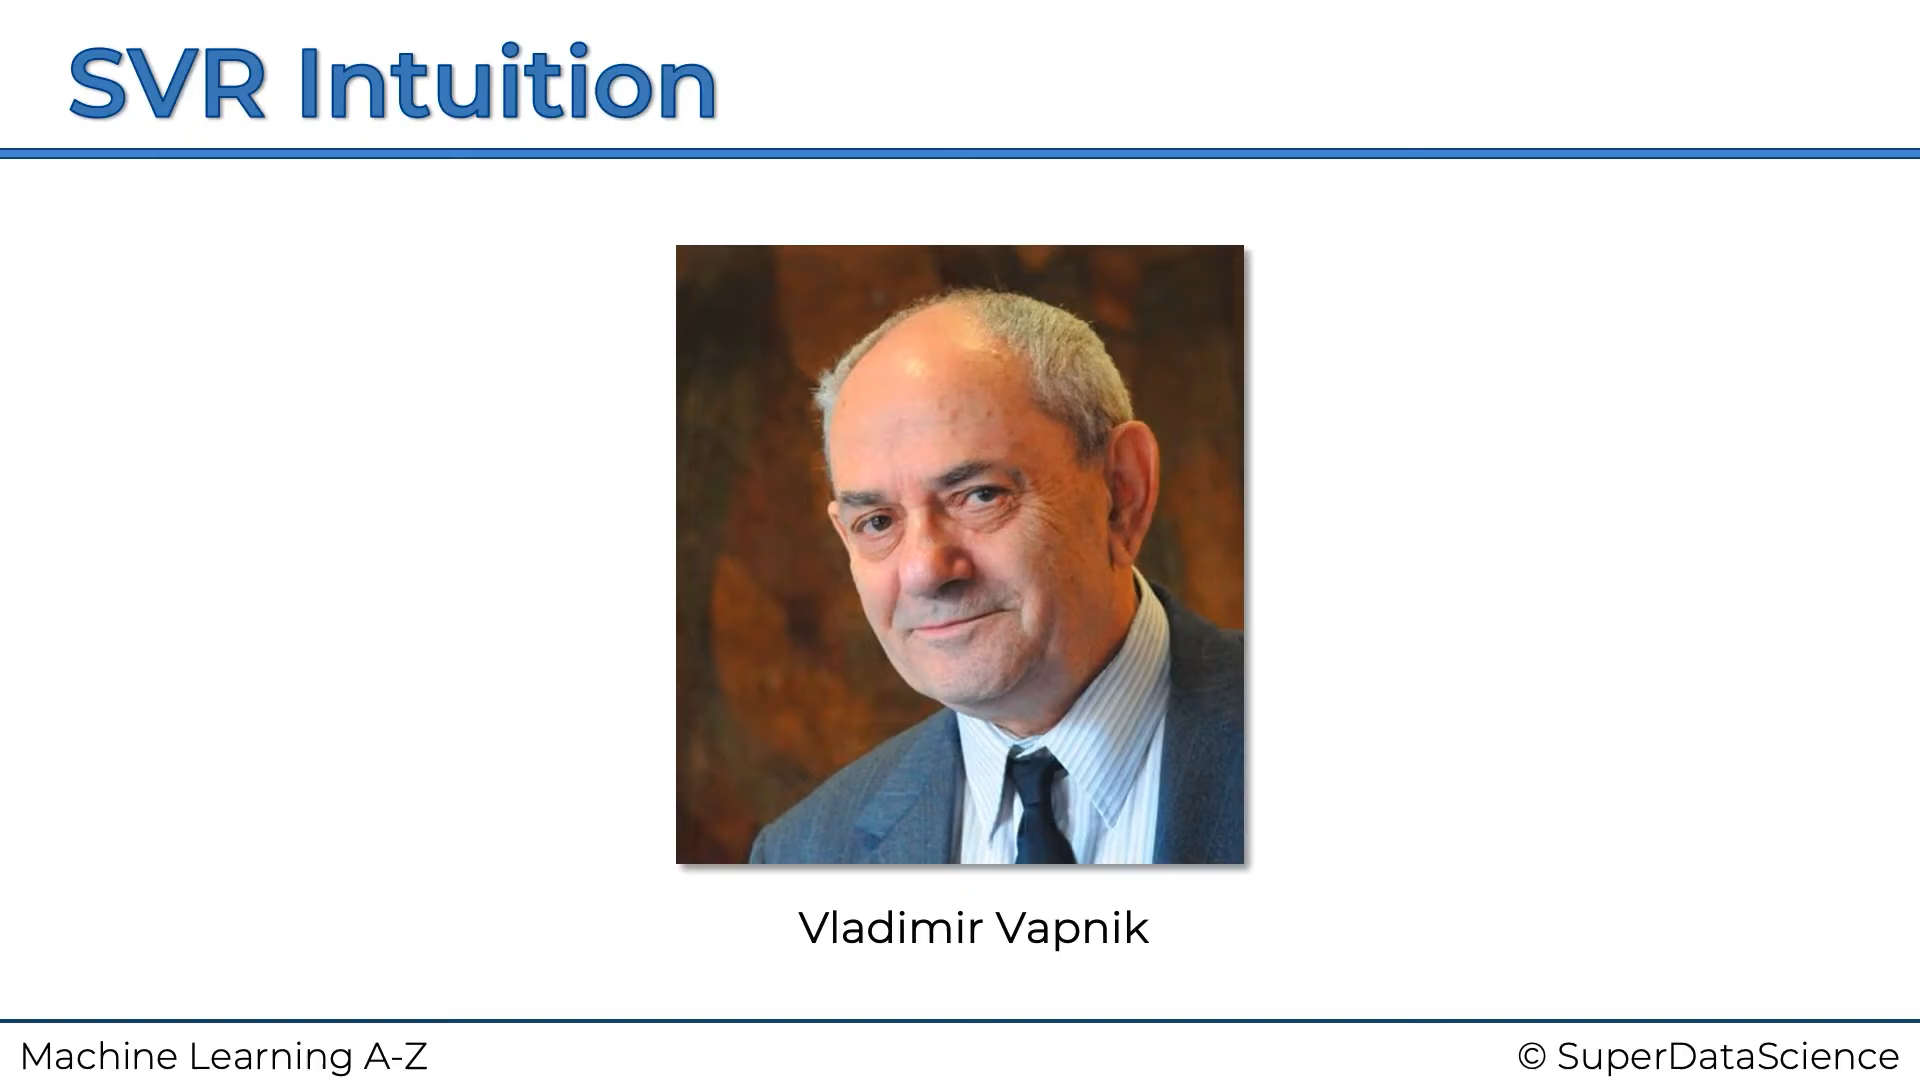 SVR Intuition
Vladimir Vapnik
Machine Learning A-Z
© SuperDataScience